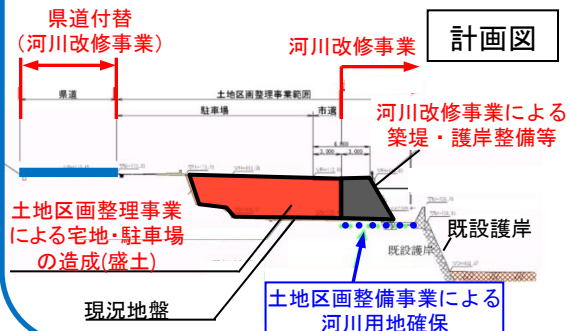 県道付替
（河川改修事業）
河川改修事業
計画図
県道
土地区画整理事業範囲
駐車場
市道
河川改修事業による
築堤・護岸整備等
土地区画整理事業
による宅地・駐車場
の造成(盛土)
既設護岸
既設護岸
現況地盤
土地区画整備事業による
河川用地確保